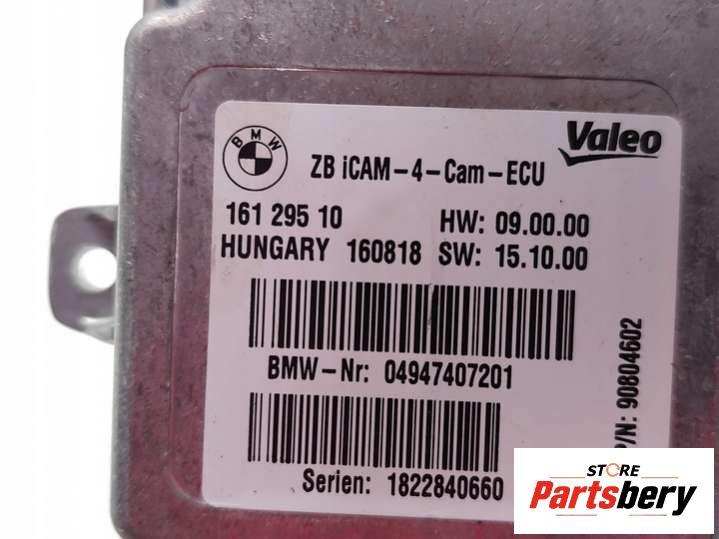 BMW
Valeo
ZB iCAM-4-Cam-ECU
161 295 10 HW: 09.00.00
HUNGARY 160818 SW: 15.10.00
BMW-Nr: 04947407201
Serien: 1822840660
P/N: 90804602
STORE
Partsbery